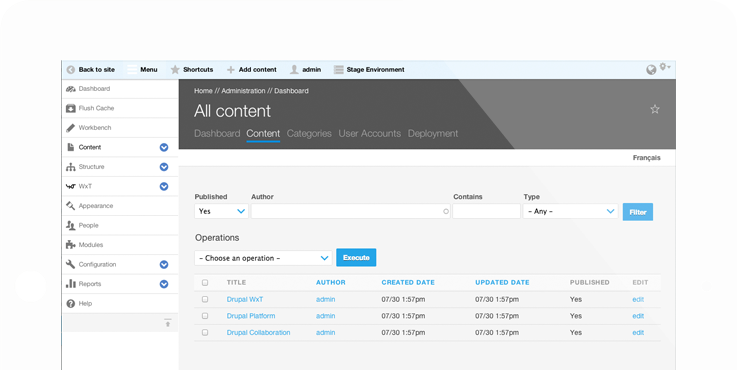 Back to site Menu Shortcuts Add content admin Stage Environment
Dashboard
Flush Cache
Workbench
Content
Structure
WxT
Appearance
People
Modules
Configuration
Reports
Help
Home // Administration // Dashboard
All content
Dashboard Content Categories User Accounts Deployment
Français
Published Author Contains Type
Yes - Any - Filter
Operations
- Choose an operation - Execute
TITLE AUTHOR CREATED DATE UPDATED DATE PUBLISHED EDIT
Drupal WxT admin 07/30 1:57pm 07/30 1:57pm Yes edit
Drupal Platform admin 07/30 1:57pm 07/30 1:57pm Yes edit
Drupal Collaboration admin 07/30 1:57pm 07/30 1:57pm Yes edit